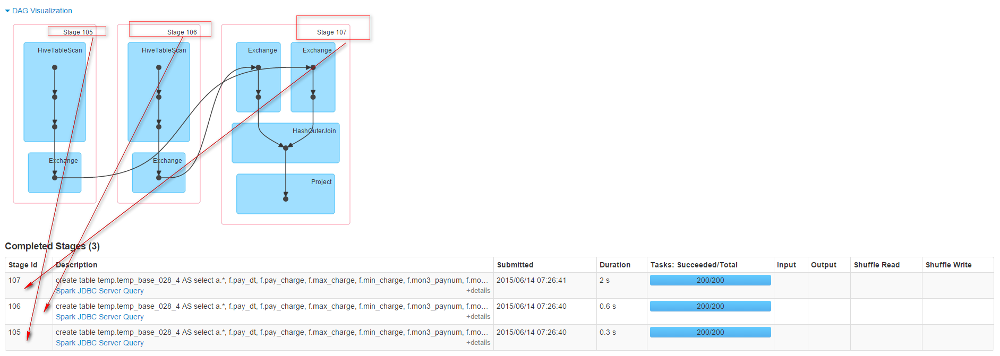 DAG Visualization
Stage 105
Stage 106
Stage 107
HiveTableScan
HiveTableScan
Exchange
Exchange
HashOuterJoin
Exchange
Exchange
Project
Completed Stages (3)
Stage Id Description Submitted Duration Tasks: Succeeded/Total Input Output Shuffle Read Shuffle Write
107 create table temp.temp_base_028_4 AS select a.*, f.pay_dt, f.pay_charge, f.max_charge, f.min_charge, f.mon3_paynum, f.mo... 2015/06/14 07:26:41 2 s 200/200
Spark JDBC Server Query +details
106 create table temp.temp_base_028_4 AS select a.*, f.pay_dt, f.pay_charge, f.max_charge, f.min_charge, f.mon3_paynum, f.mo... 2015/06/14 07:26:40 0.6 s 200/200
Spark JDBC Server Query +details
105 create table temp.temp_base_028_4 AS select a.*, f.pay_dt, f.pay_charge, f.max_charge, f.min_charge, f.mon3_paynum, f.mo... 2015/06/14 07:26:40 0.3 s 200/200
Spark JDBC Server Query +details